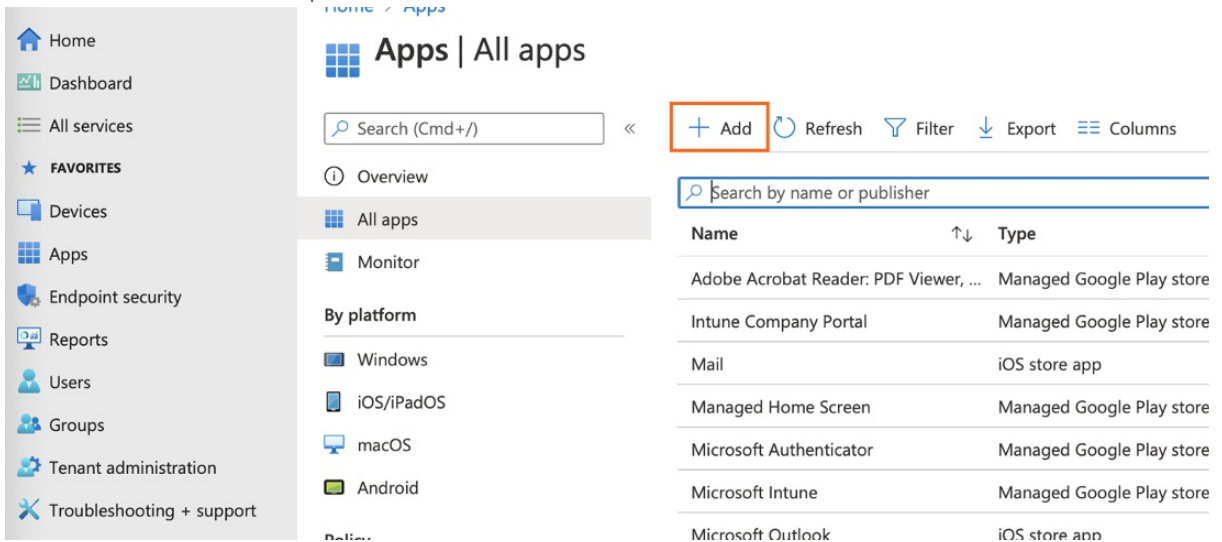 Home > Apps
Apps | All apps
Home
Dashboard
All services
FAVORITES
Devices
Apps
Endpoint security
Reports
Users
Groups
Tenant administration
Troubleshooting + support
Search (Cmd+/)
«
Overview
All apps
Monitor
By platform
Windows
iOS/iPadOS
macOS
Android
Policy
Add Refresh Filter Export Columns
Search by name or publisher
Name ↑↓ Type
Adobe Acrobat Reader: PDF Viewer, ... Managed Google Play store
Intune Company Portal Managed Google Play store
Mail iOS store app
Managed Home Screen Managed Google Play store
Microsoft Authenticator Managed Google Play store
Microsoft Intune Managed Google Play store
Microsoft Outlook iOS store app